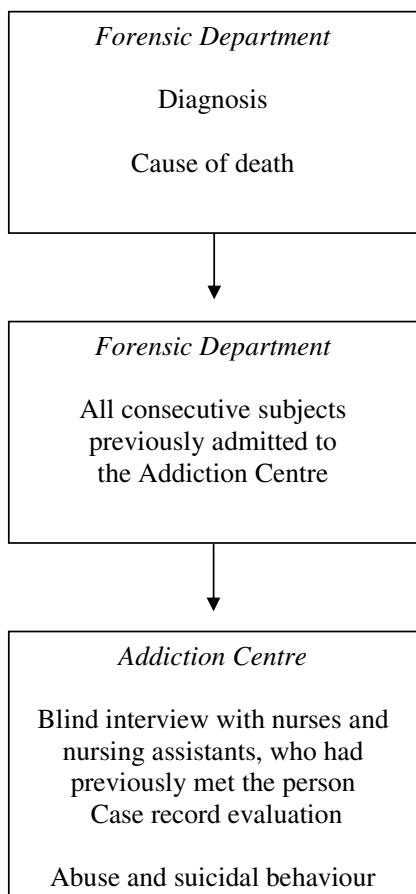 Forensic Department
Diagnosis
Cause of death
Forensic Department
All consecutive subjects
previously admitted to
the Addiction Centre
Addiction Centre
Blind interview with nurses and
nursing assistants, who had
previously met the person
Case record evaluation
Abuse and suicidal behaviour